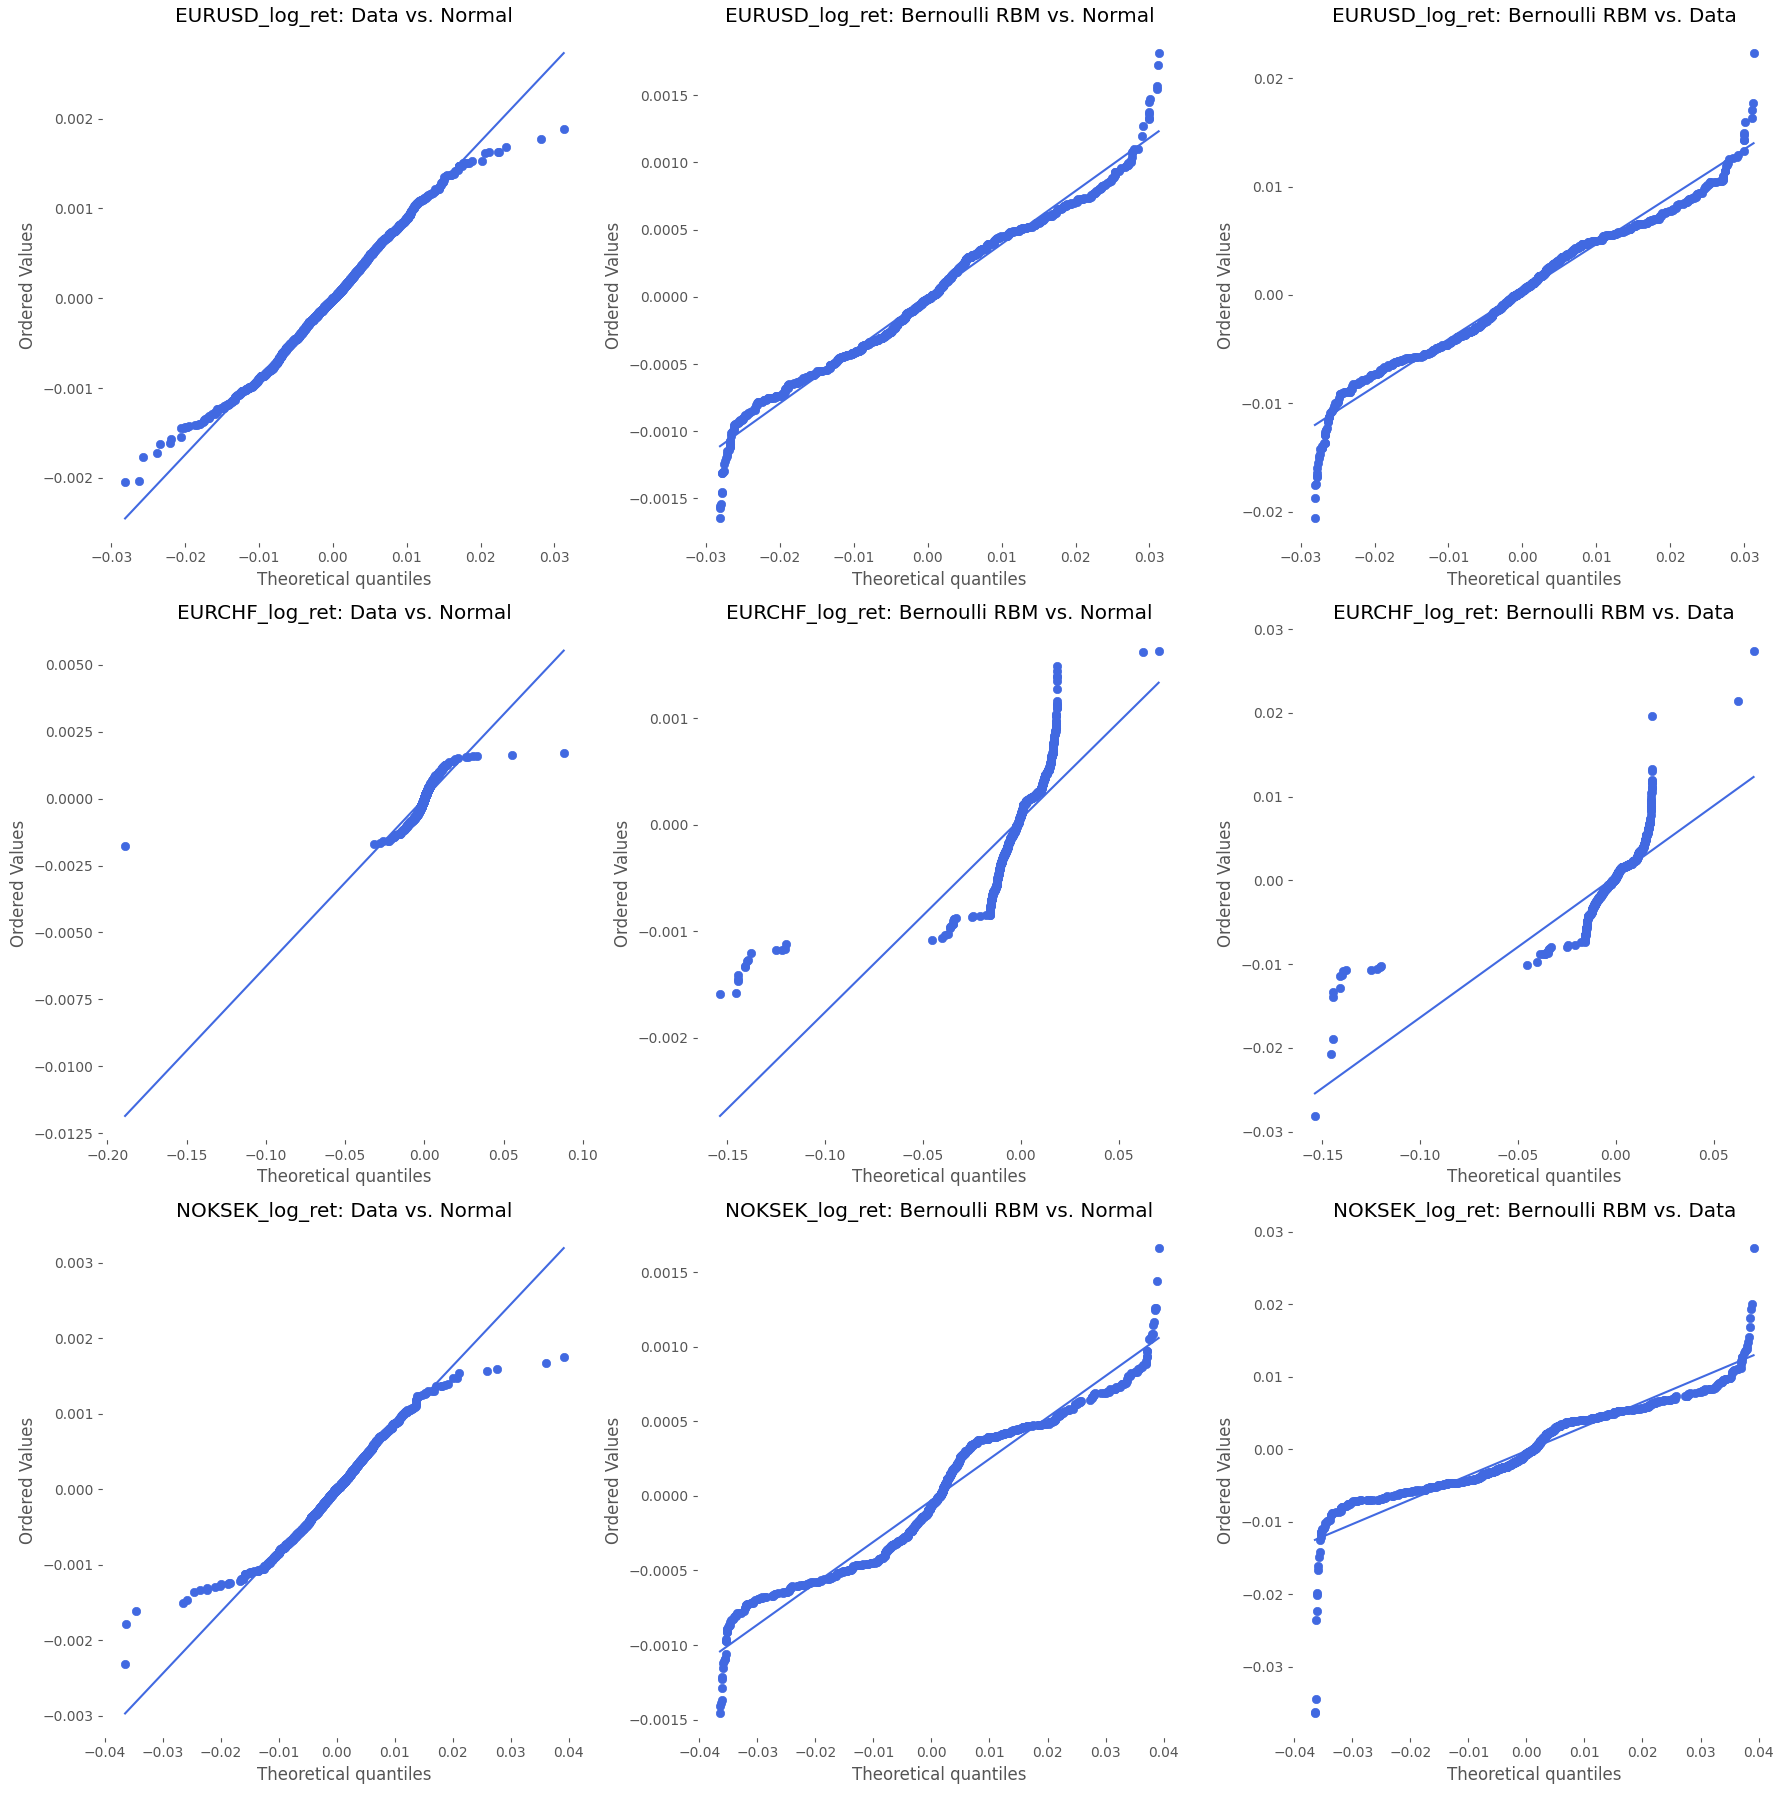 EURUSD_log_ret: Data vs. Normal
EURUSD_log_ret: Bernoulli RBM vs. Normal
EURUSD_log_ret: Bernoulli RBM vs. Data
Ordered Values
0.002
0.001
0.000
−0.001
−0.002
−0.03 −0.02 −0.01 0.00 0.01 0.02 0.03
Theoretical quantiles
Ordered Values
0.0015
0.0010
0.0005
0.0000
−0.0005
−0.0010
−0.0015
−0.03 −0.02 −0.01 0.00 0.01 0.02 0.03
Theoretical quantiles
Ordered Values
0.02
0.01
0.00
−0.01
−0.02
−0.03 −0.02 −0.01 0.00 0.01 0.02 0.03
Theoretical quantiles
EURCHF_log_ret: Data vs. Normal
EURCHF_log_ret: Bernoulli RBM vs. Normal
EURCHF_log_ret: Bernoulli RBM vs. Data
Ordered Values
0.0050
0.0025
0.0000
−0.0025
−0.0050
−0.0075
−0.0100
−0.0125
−0.20 −0.15 −0.10 −0.05 0.00 0.05 0.10
Theoretical quantiles
Ordered Values
0.001
0.000
−0.001
−0.002
−0.15 −0.10 −0.05 0.00 0.05
Theoretical quantiles
Ordered Values
0.03
0.02
0.01
0.00
−0.01
−0.02
−0.03
−0.15 −0.10 −0.05 0.00 0.05
Theoretical quantiles
NOKSEK_log_ret: Data vs. Normal
NOKSEK_log_ret: Bernoulli RBM vs. Normal
NOKSEK_log_ret: Bernoulli RBM vs. Data
Ordered Values
0.003
0.002
0.001
0.000
−0.001
−0.002
−0.003
−0.04 −0.03 −0.02 −0.01 0.00 0.01 0.02 0.03 0.04
Theoretical quantiles
Ordered Values
0.0015
0.0010
0.0005
0.0000
−0.0005
−0.0010
−0.0015
−0.04 −0.03 −0.02 −0.01 0.00 0.01 0.02 0.03 0.04
Theoretical quantiles
Ordered Values
0.03
0.02
0.01
0.00
−0.01
−0.02
−0.03
−0.04 −0.03 −0.02 −0.01 0.00 0.01 0.02 0.03 0.04
Theoretical quantiles